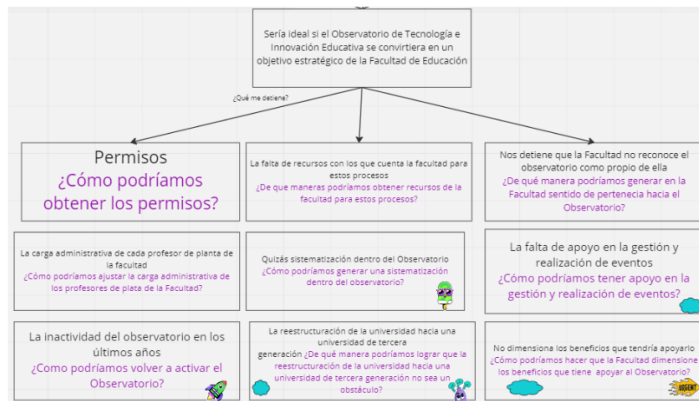 Sería ideal si el Observatorio de Tecnología e
Innovación Educativa se convirtiera en un
objetivo estratégico de la Facultad de Educación
¿Qué me detiene?
Permisos
¿Cómo podríamos
obtener los permisos?
La falta de recursos con los que cuenta la facultad para
estos procesos
¿De que maneras podríamos obtener recursos de la
facultad para estos procesos?
Nos detiene que la Facultad no reconoce el
observatorio como propio de ella
¿De qué manera podríamos generar en la
Facultad sentido de pertenecia hacia el
Observatorio?
La carga administrativa de cada profesor de planta de
la facultad
¿Cómo podríamos ajustar la carga administrativa de
los profesores de plata de la Facultad?
Quizás sistematización dentro del Observatorio
¿Cómo podríamos generar una sistematización
dentro del observatorio?
La falta de apoyo en la gestión y
realización de eventos
¿Cómo podríamos tener apoyo en la
gestión y realización de eventos?
La inactividad del observatorio en los
últimos años
¿Como podríamos volver a activar el
Observatorio?
La reestructuración de la universidad hacia una
universidad de tercera
generación ¿De qué manera podríamos lograr que la
reestructuración de la universidad hacia una
universidad de tercera generación no sea un
obstáculo?
No dimensiona los beneficios que tendría apoyarlo
¿Cómo podríamos hacer que la Facultad dimensione
los beneficios que tiene apoyar al Observatorio?
URGENT